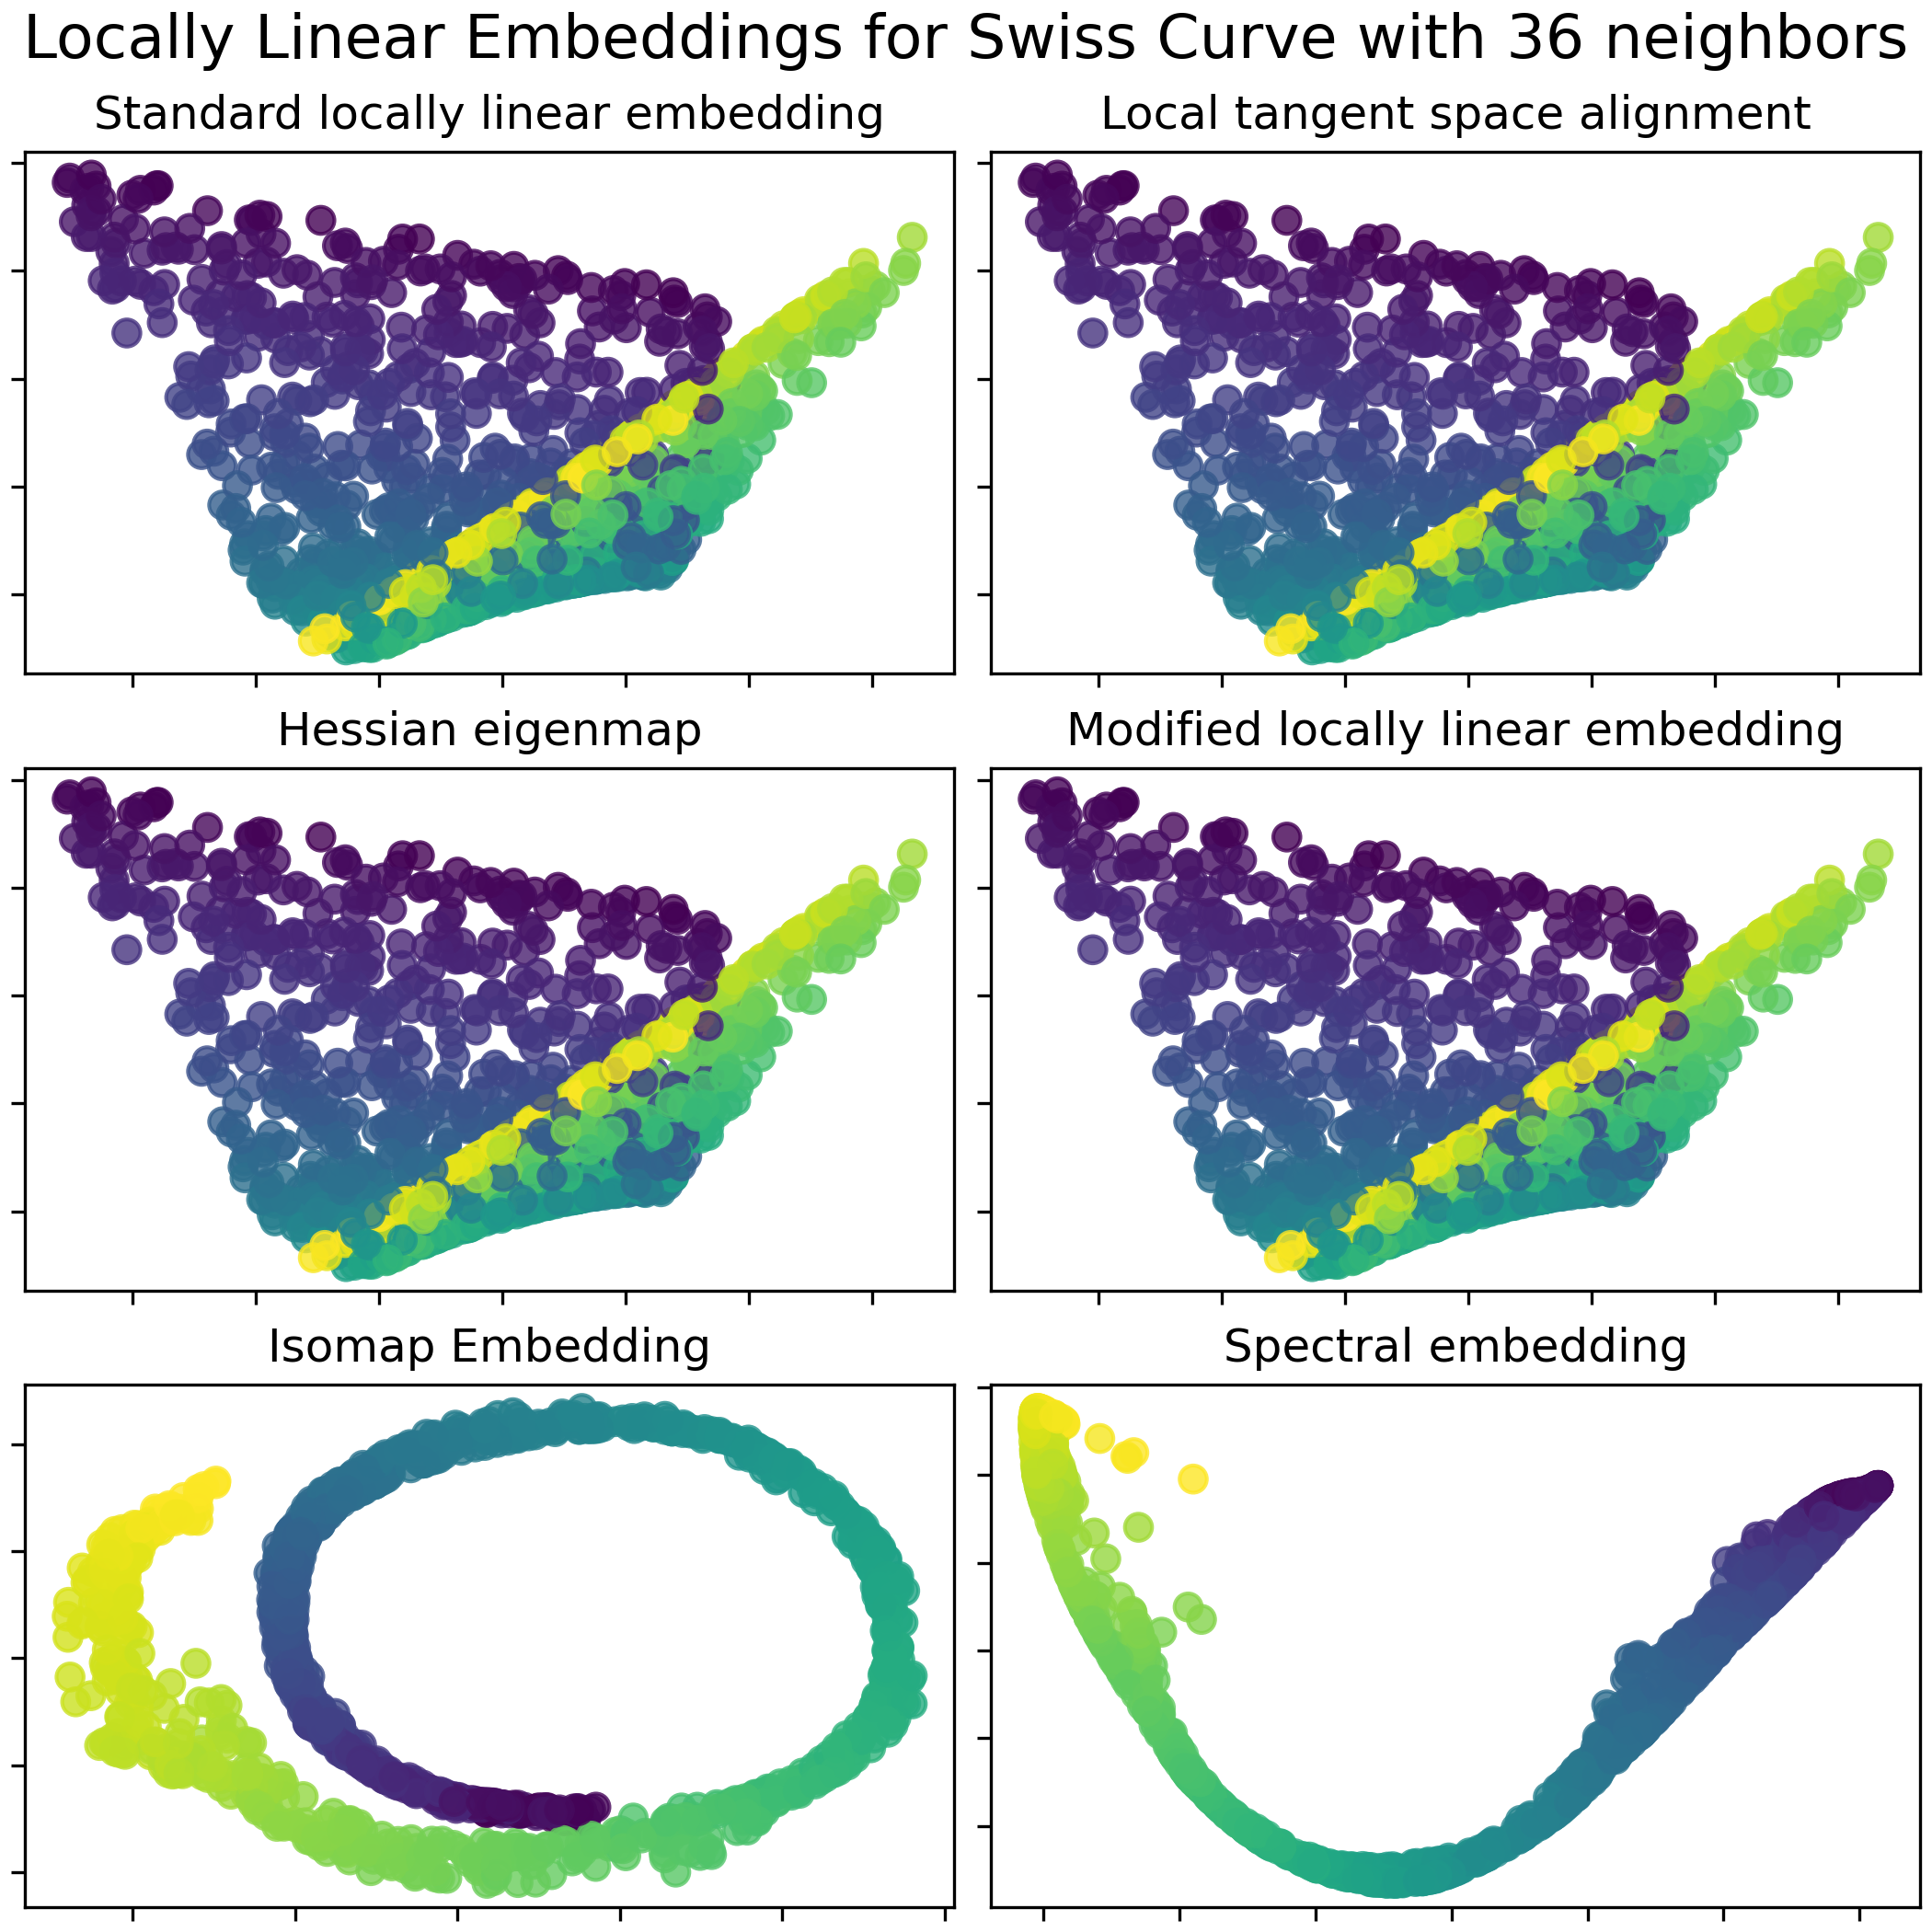 Locally Linear Embeddings for Swiss Curve with 36 neighbors
Standard locally linear embedding
Local tangent space alignment
Hessian eigenmap
Modified locally linear embedding
Isomap Embedding
Spectral embedding